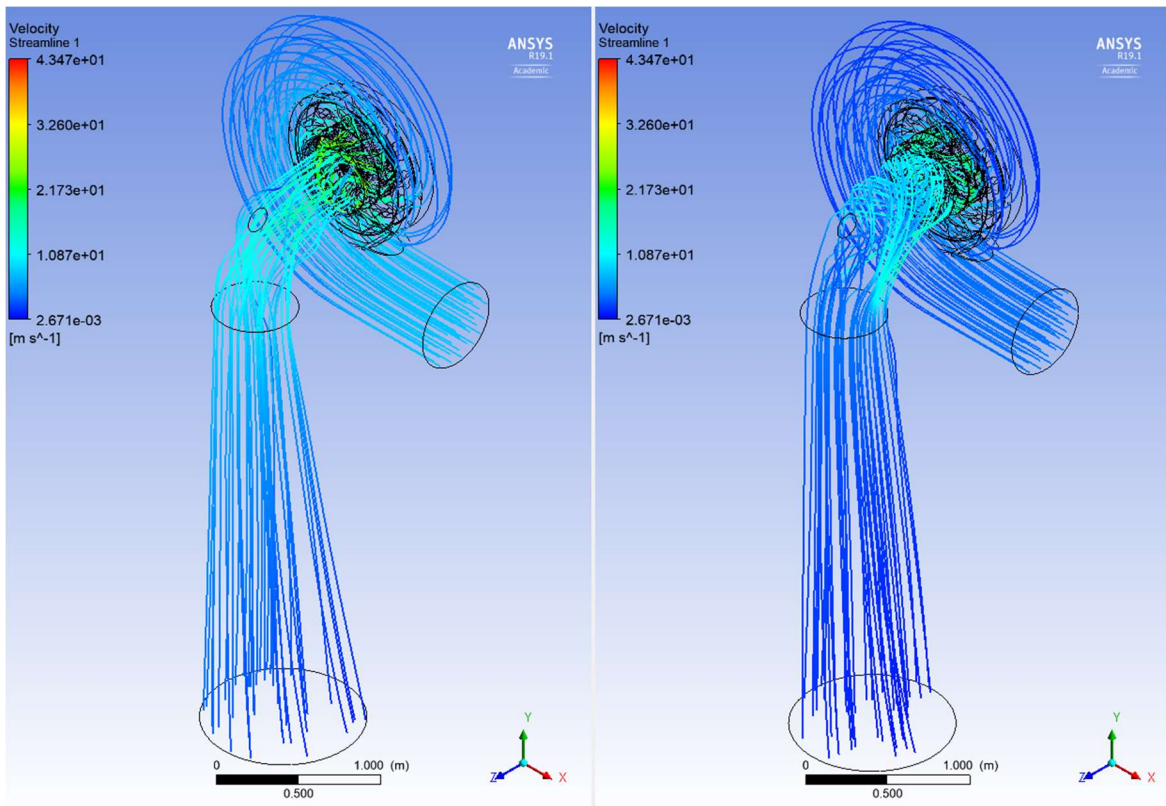 Velocity
Streamline 1
4.347e+01
3.260e+01
2.173e+01
1.087e+01
2.671e-03
[m s^-1]
ANSYS
R19.1
Academic
Y
Z
X
0
1.000 (m)
0.500
Velocity
Streamline 1
4.347e+01
3.260e+01
2.173e+01
1.087e+01
2.671e-03
[m s^-1]
ANSYS
R19.1
Academic
Y
Z
X
0
1.000 (m)
0.500